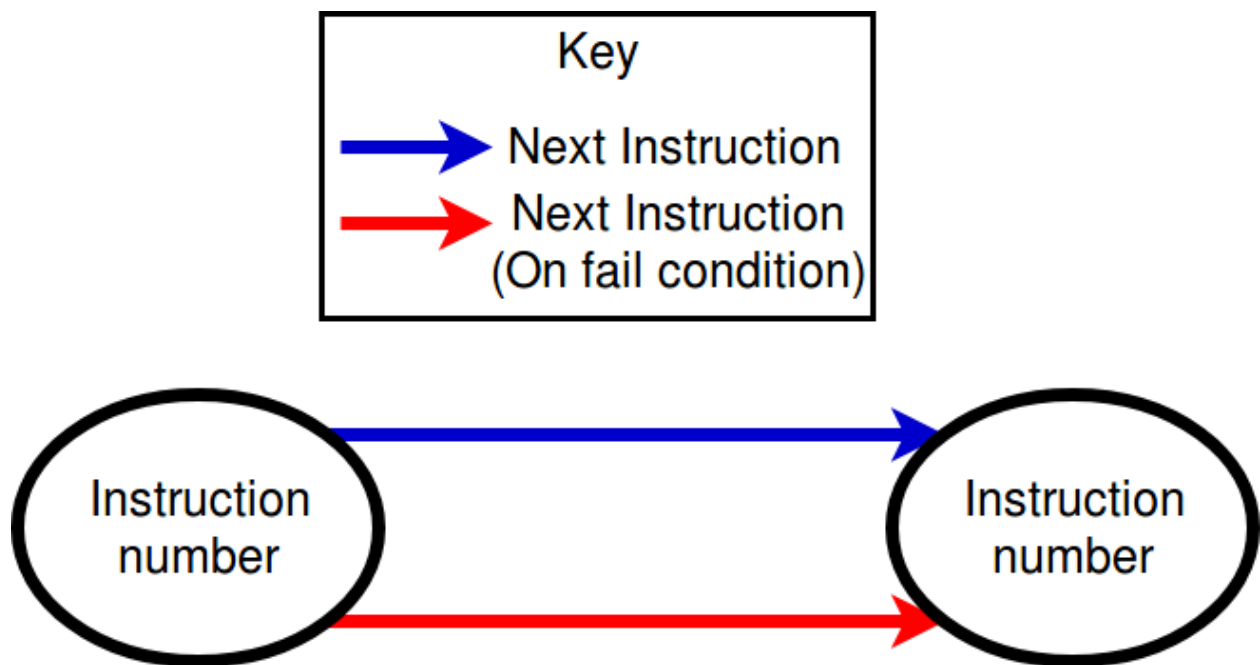 Key
Next Instruction
Next Instruction
(On fail condition)
Instruction
number
Instruction
number